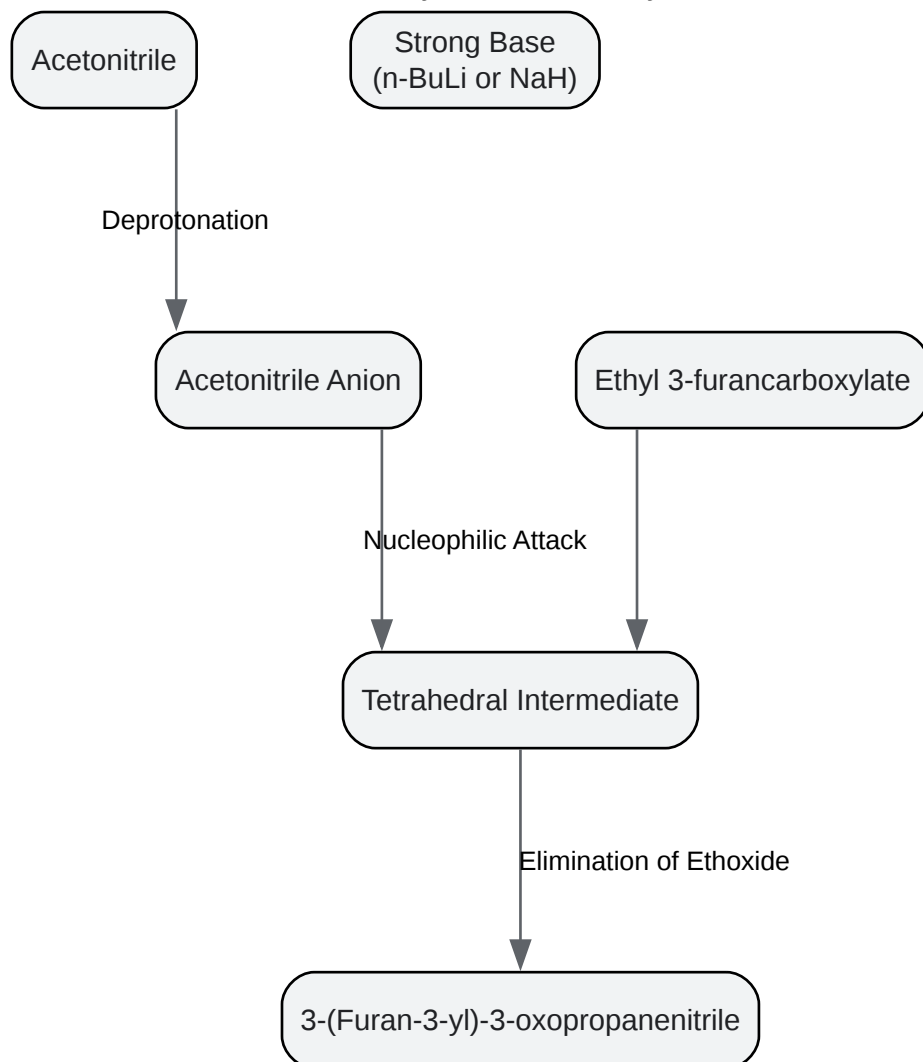 Acetonitrile
Strong Base
(n-BuLi or NaH)
Deprotonation
Acetonitrile Anion
Ethyl 3-furancarboxylate
Nucleophilic Attack
Tetrahedral Intermediate
Elimination of Ethoxide
3-(Furan-3-yl)-3-oxopropanenitrile